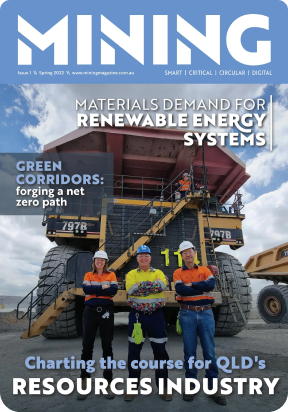 MINING
Issue 1 \\ Spring 2022 \\ www.miningmagazine.com.au
SMART | CRITICAL | CIRCULAR | DIGITAL
MATERIALS DEMAND FOR
RENEWABLE ENERGY
SYSTEMS
GREEN
CORRIDORS:
forging a net
zero path
797B
797B
11
Charting the course for QLD's
RESOURCES INDUSTRY